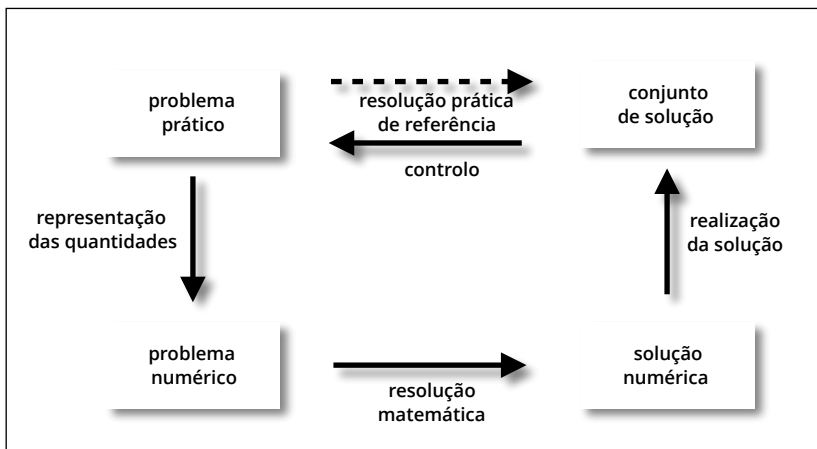 problema
prático
resolução prática
de referência
conjunto
de solução
controlo
representação
das quantidades
realização
da solução
problema
numérico
resolução
matemática
solução
numérica